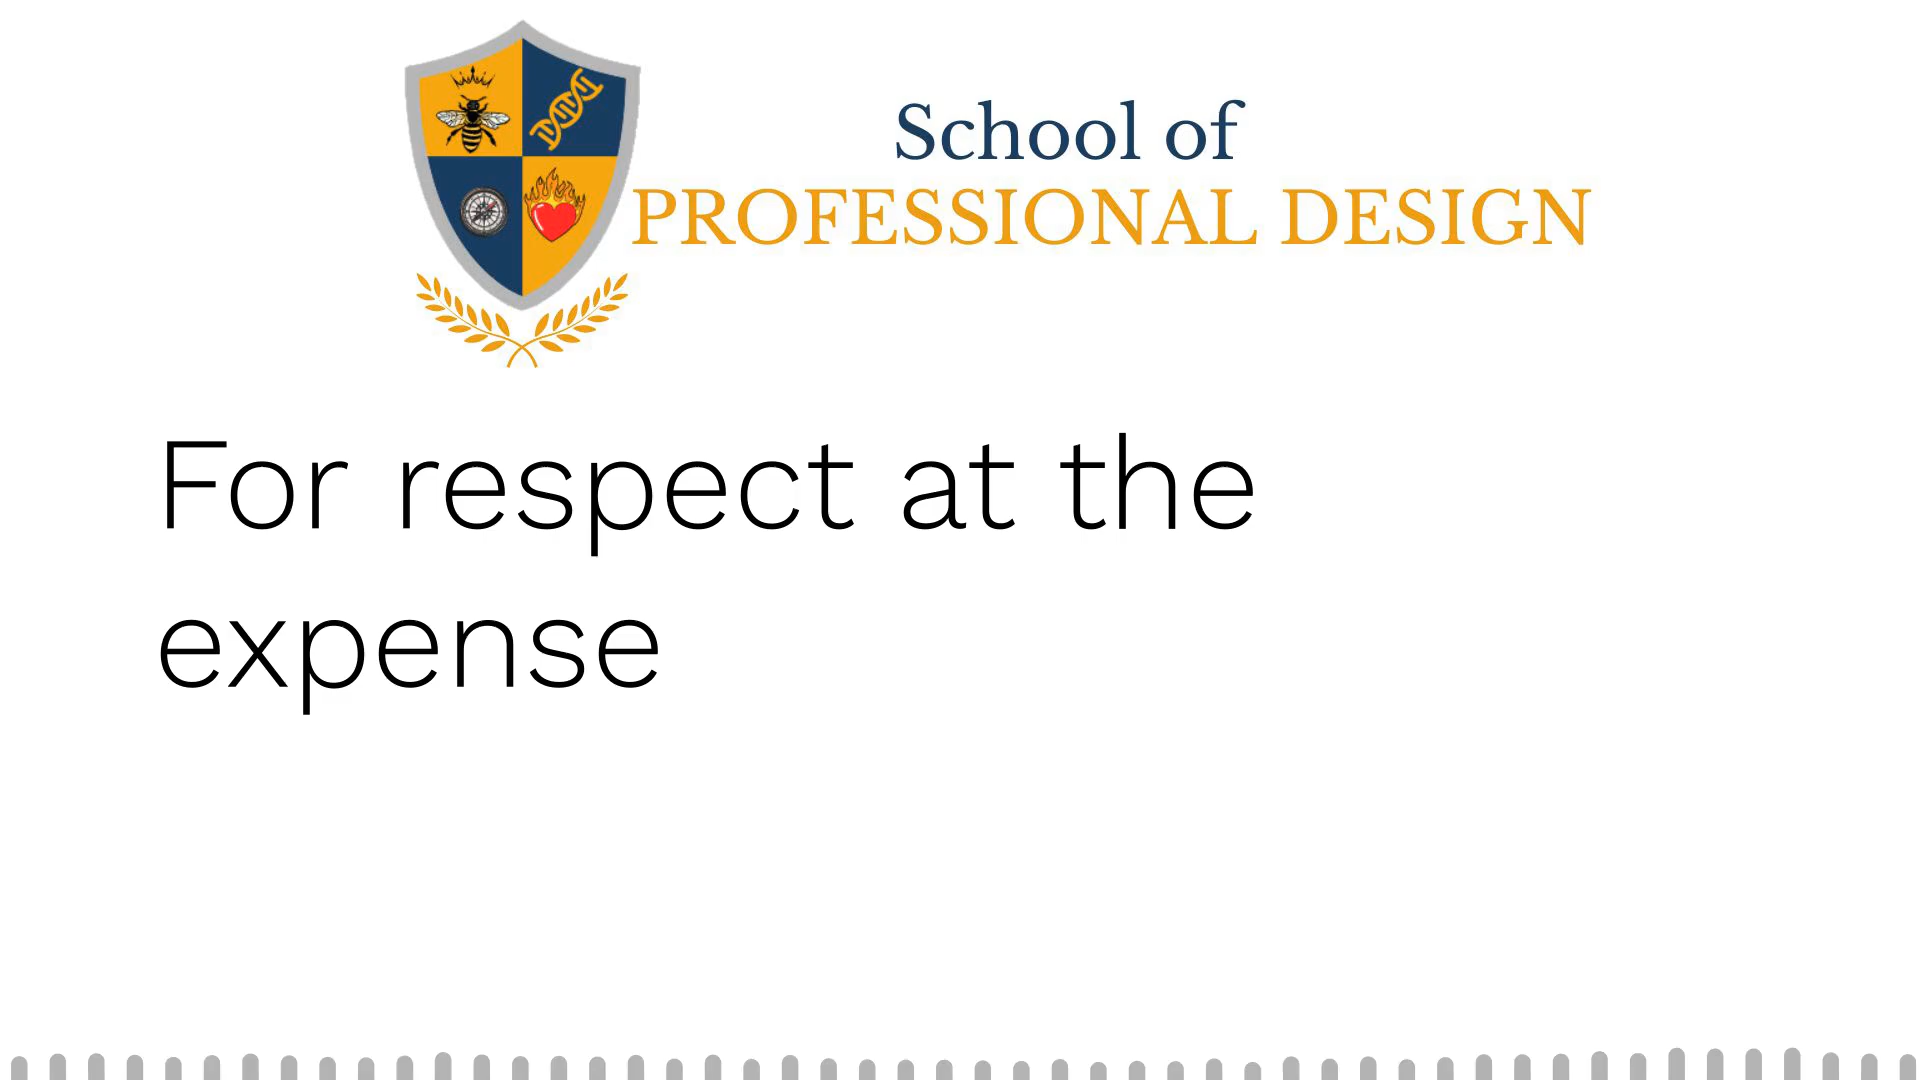 School of
PROFESSIONAL DESIGN
For respect at the
expense